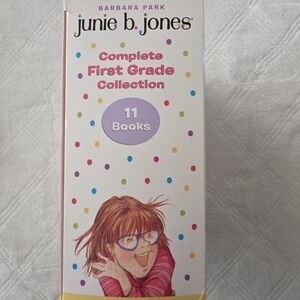 BARBARA PARK
junie b. jones®
Complete
First Grade
Collection
11
Books